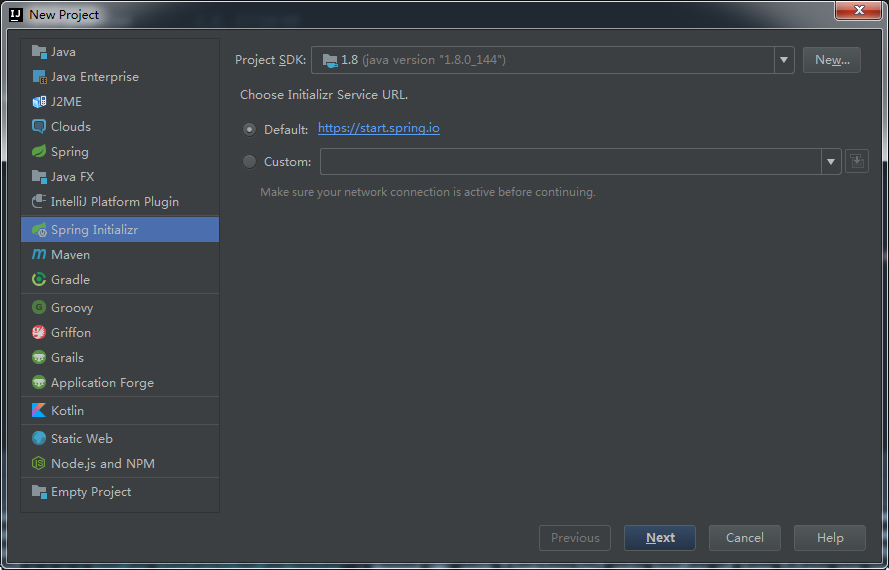 New Project
Java
Java Enterprise
J2ME
Clouds
Spring
Java FX
IntelliJ Platform Plugin
Spring Initializr
Maven
Gradle
Groovy
Griffon
Grails
Application Forge
Kotlin
Static Web
Node.js and NPM
Empty Project
Project SDK: 1.8 (java version "1.8.0_144") New...
Choose Initializr Service URL.
Default: https://start.spring.io
Custom:
Make sure your network connection is active before continuing.
Previous Next Cancel Help